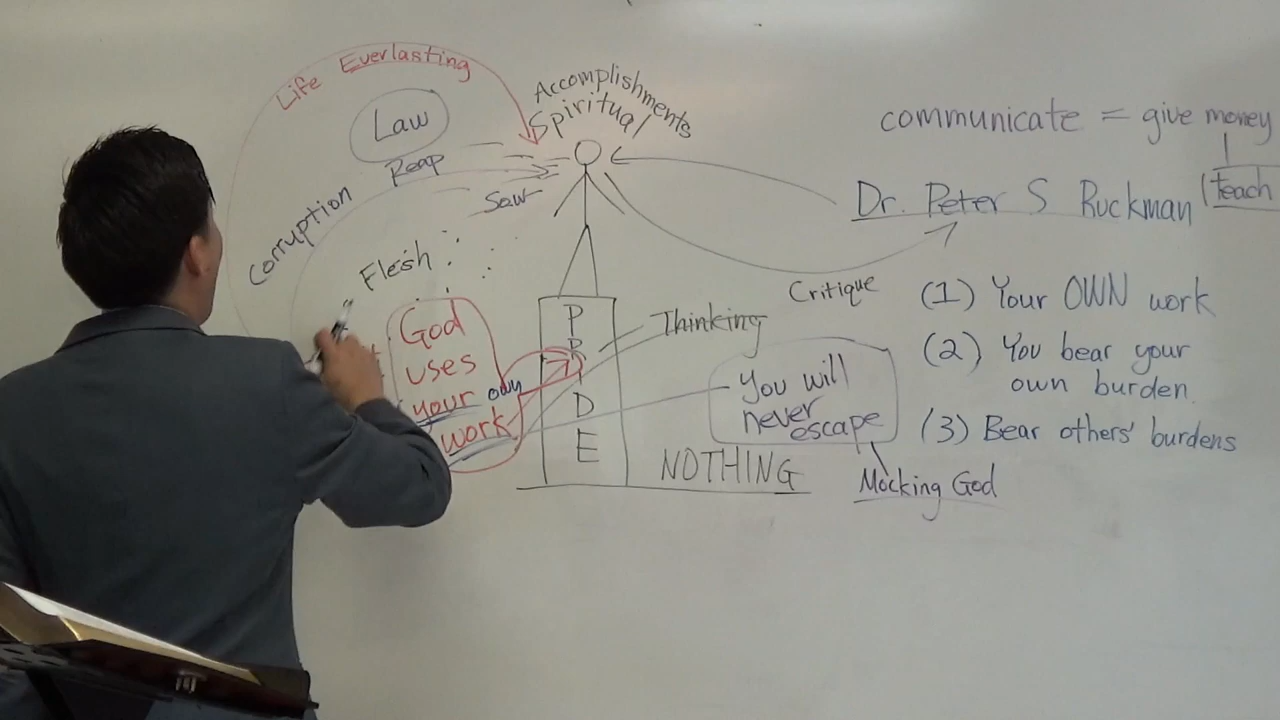 Life Everlasting
Accomplishments
Spiritual
Law
Reap
Sow
Corruption
Flesh
God
uses
your own
work
P
R
I
D
E
Thinking
You will
never
escape
NOTHING
Mocking God
Critique
communicate = give money
teach
Dr. Peter S Ruckman
(1) Your OWN work
(2) You bear your
own burden.
(3) Bear others' burdens